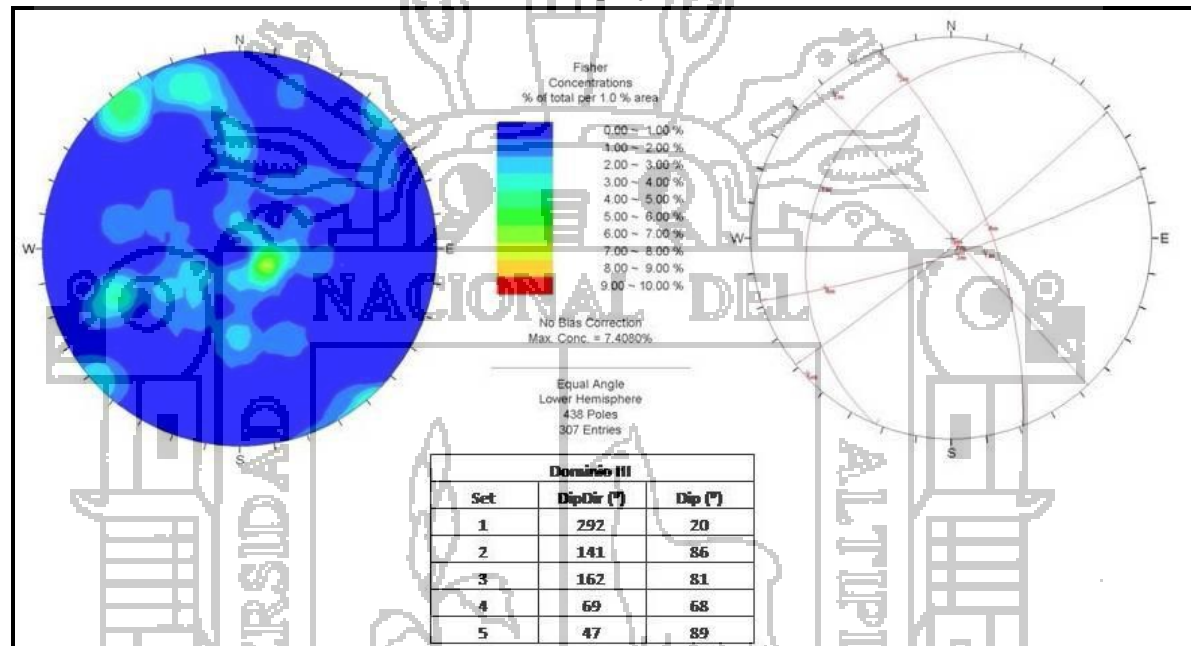 N
W
E
S
Fisher
Concentrations
% of total per 1.0 % area
0.00 ~ 1.00 %
1.00 ~ 2.00 %
2.00 ~ 3.00 %
3.00 ~ 4.00 %
4.00 ~ 5.00 %
5.00 ~ 6.00 %
6.00 ~ 7.00 %
7.00 ~ 8.00 %
8.00 ~ 9.00 %
9.00 ~ 10.00 %
No Bias Correction
Max. Conc. = 7.4080%
Equal Angle
Lower Hemisphere
438 Poles
307 Entries
N
W
E
S
NACIONAL DEL
ERSIDAD
ALTIPL
Dominio III
Set DipDir (°) Dip (°)
1 292 20
2 141 86
3 162 81
4 69 68
5 47 89